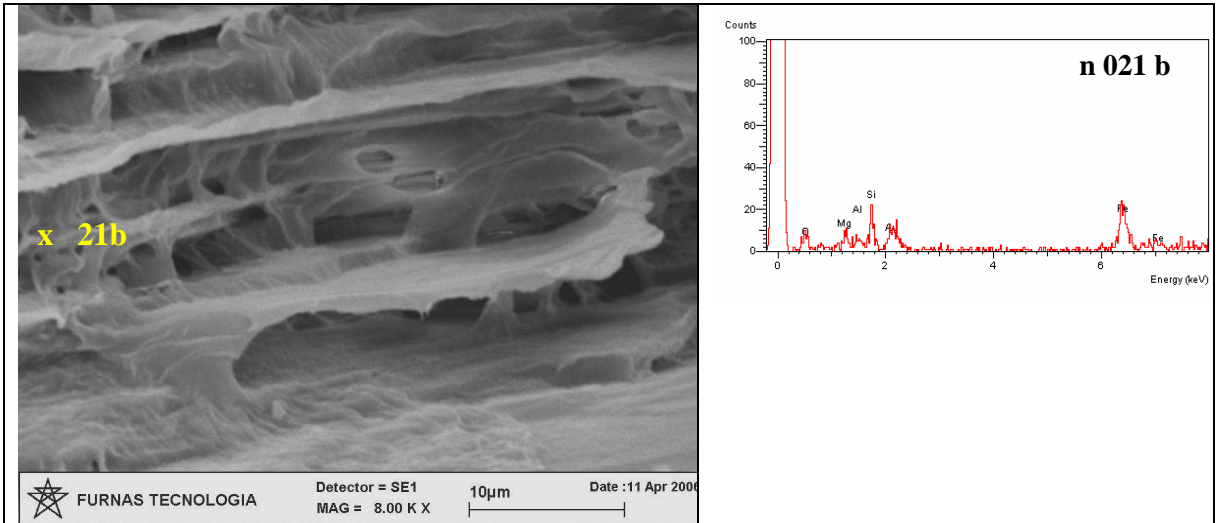 x 21b
FURNAS TECNOLOGIA
Detector = SE1
MAG = 8.00 K X
10µm
Date :11 Apr 2006
Counts
n 021 b
100
80
60
40
20
0
O
Mg
Al
Si
Au
Fe
Fe
0 2 4 6
Energy (keV)